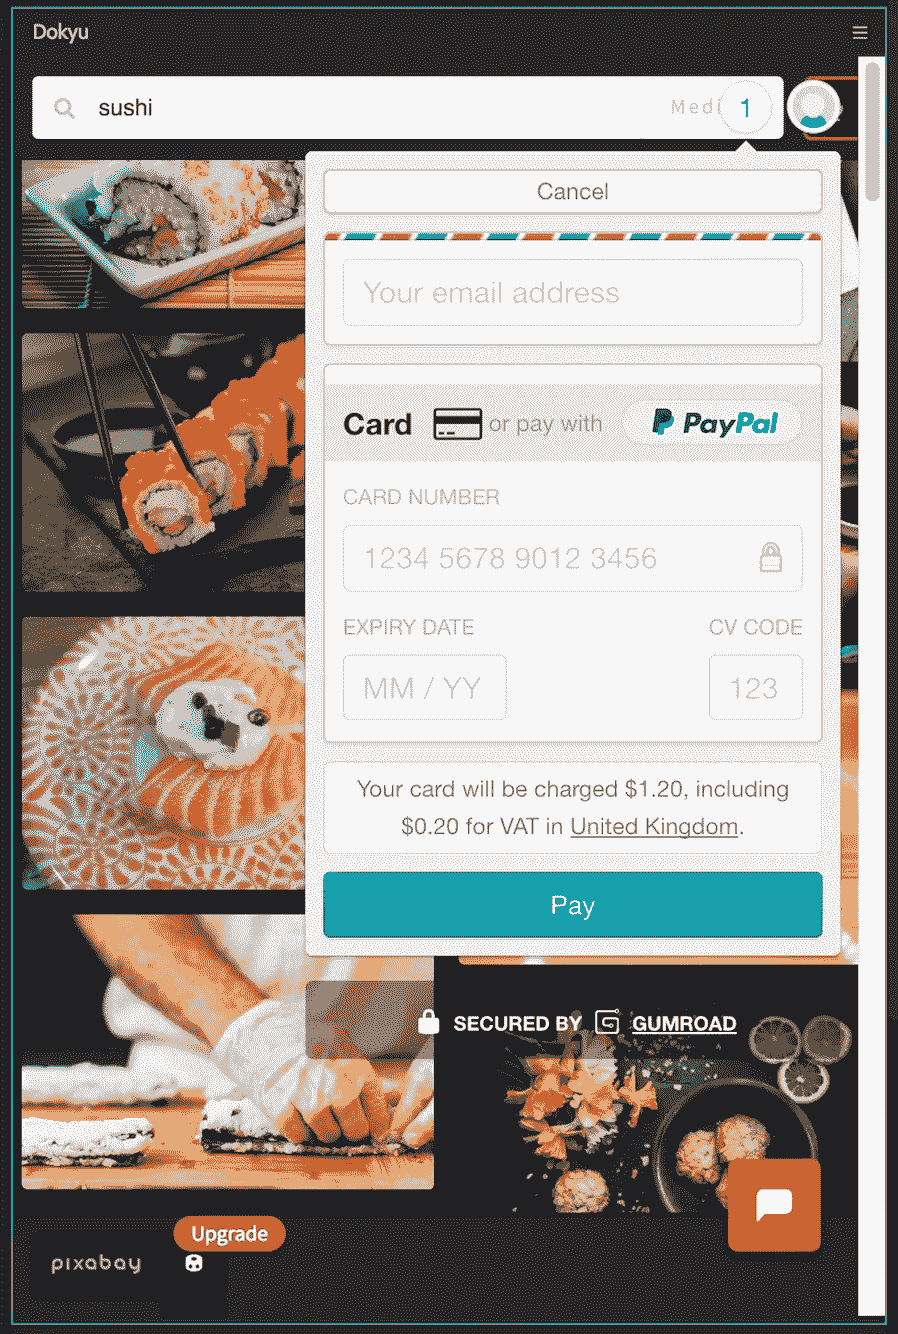 Dokyu
sushi
Medi
1
Cancel
Your email address
Card or pay with PayPal
CARD NUMBER
1234 5678 9012 3456
EXPIRY DATE CV CODE
MM / YY 123
Your card will be charged $1.20, including
$0.20 for VAT in United Kingdom.
Pay
SECURED BY GUMROAD
Upgrade
pixabay